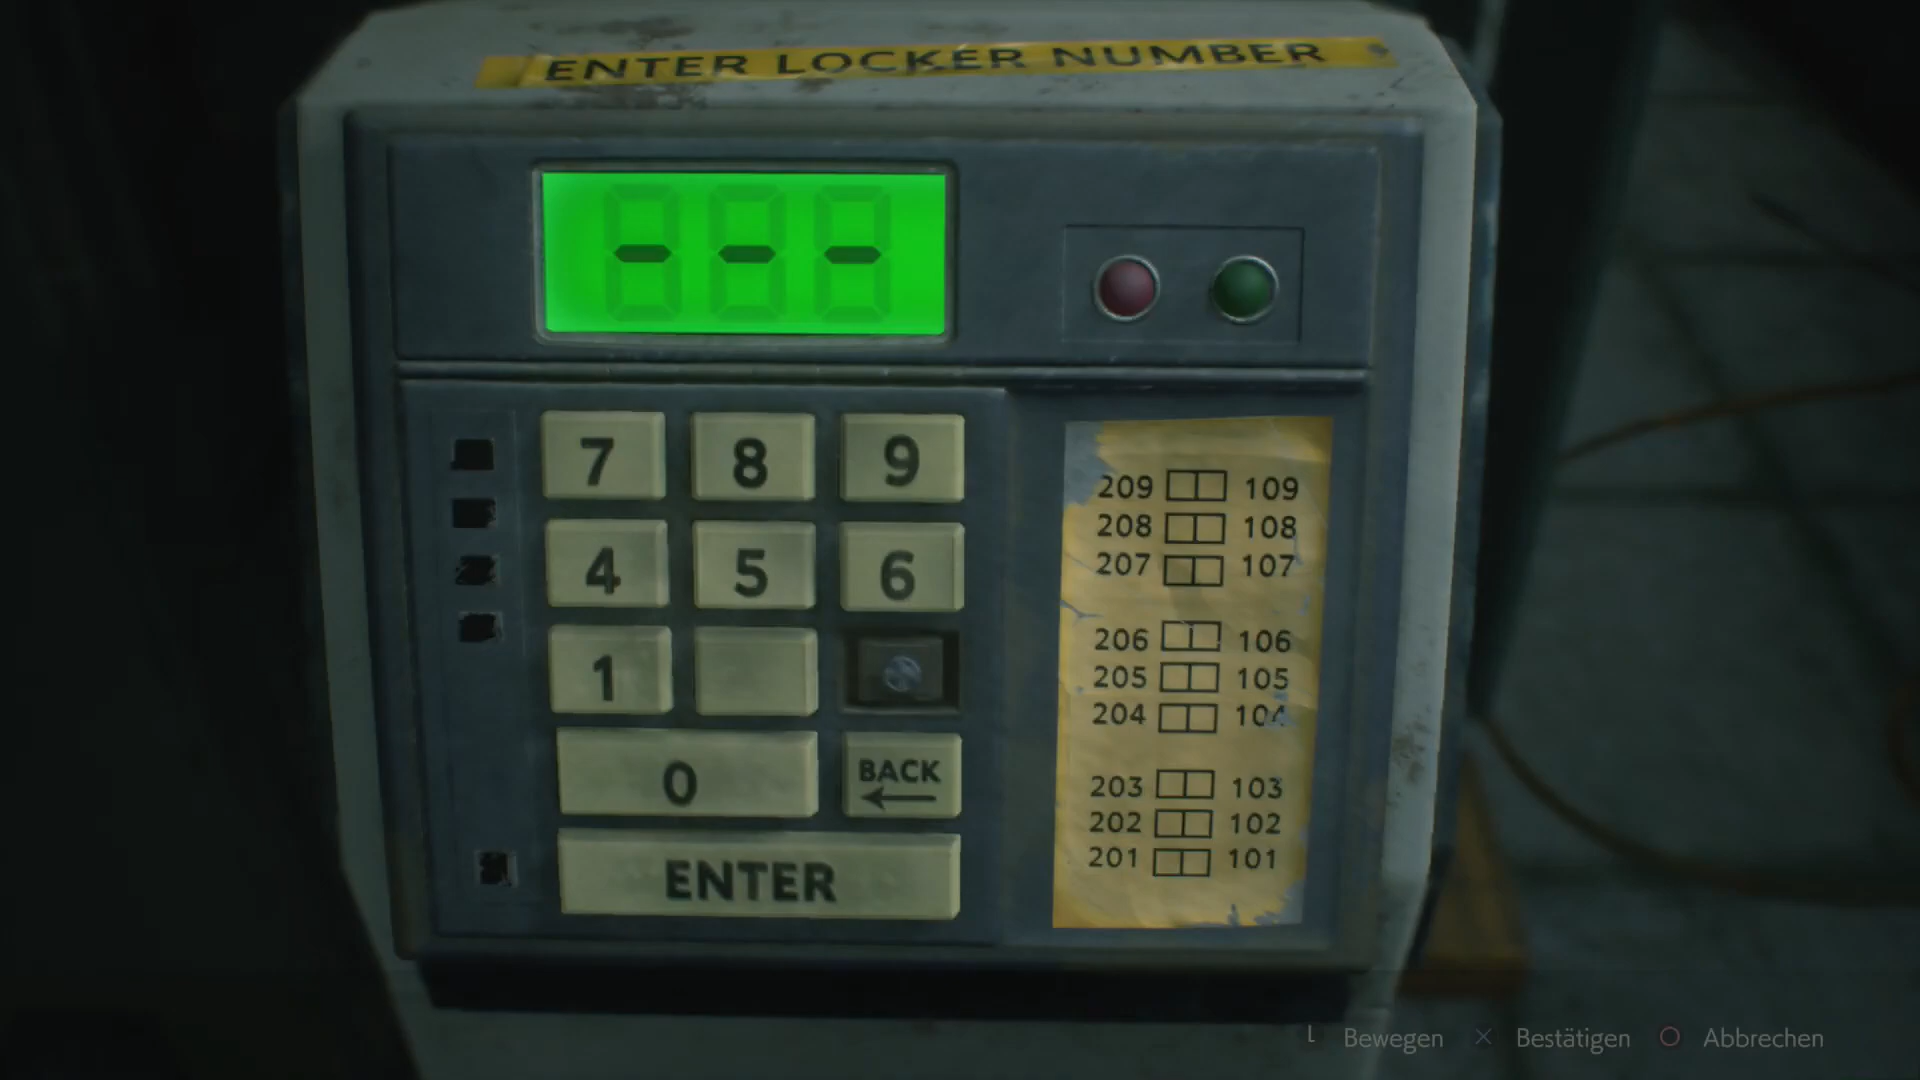 ENTER LOCKER NUMBER
---
7 8 9
4 5 6
1
0 BACK
ENTER
209 109
208 108
207 107
206 106
205 105
204 104
203 103
202 102
201 101
L Bewegen X Bestätigen O Abbrechen